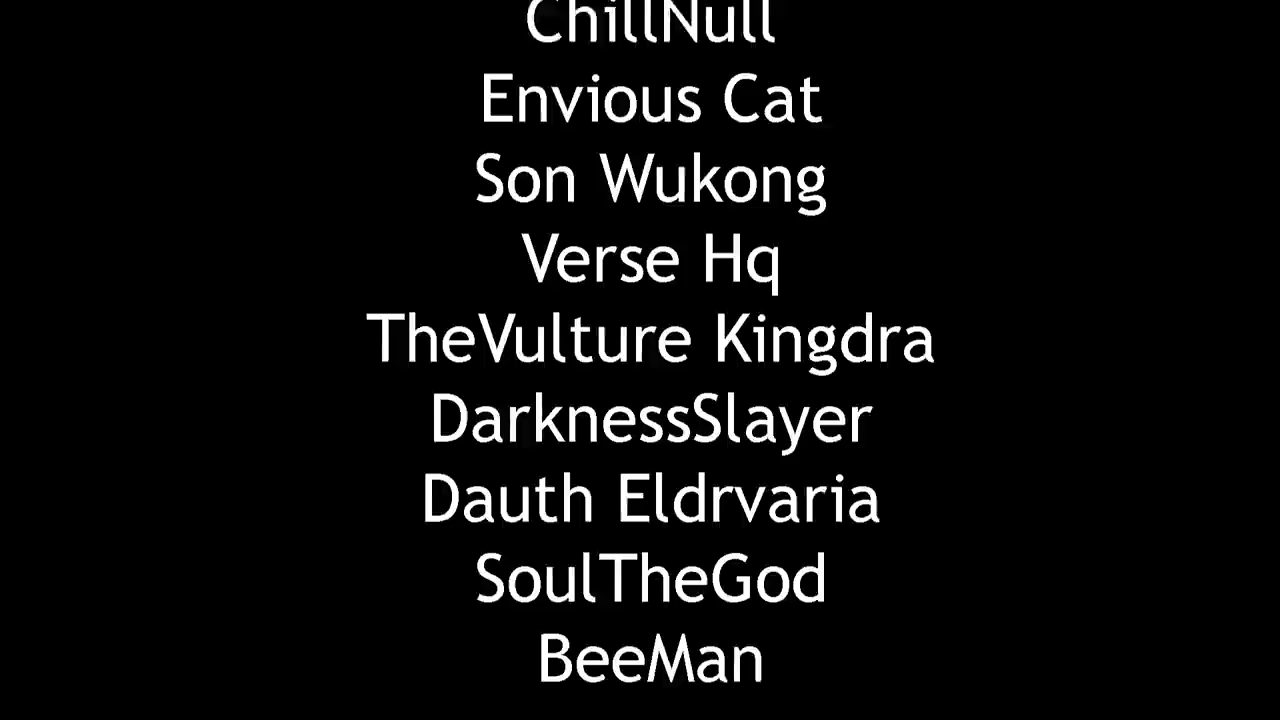 ChillNull
Envious Cat
Son Wukong
Verse Hq
TheVulture Kingdra
DarknessSlayer
Dauth Eldrvaria
SoulTheGod
BeeMan